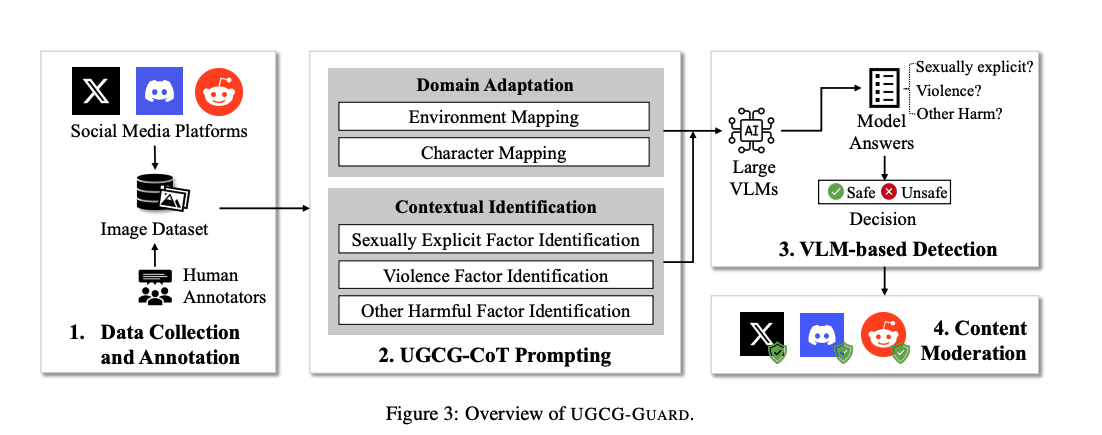 Social Media Platforms
Image Dataset
Human
Annotators
1. Data Collection
and Annotation
Domain Adaptation
Environment Mapping
Character Mapping
Contextual Identification
Sexually Explicit Factor Identification
Violence Factor Identification
Other Harmful Factor Identification
2. UGCG-CoT Prompting
AI
Large
VLMs
Model
Answers
Sexually explicit?
Violence?
Other Harm?
Safe Unsafe
Decision
3. VLM-based Detection
4. Content
Moderation
Figure 3: Overview of UGCG-GUARD.